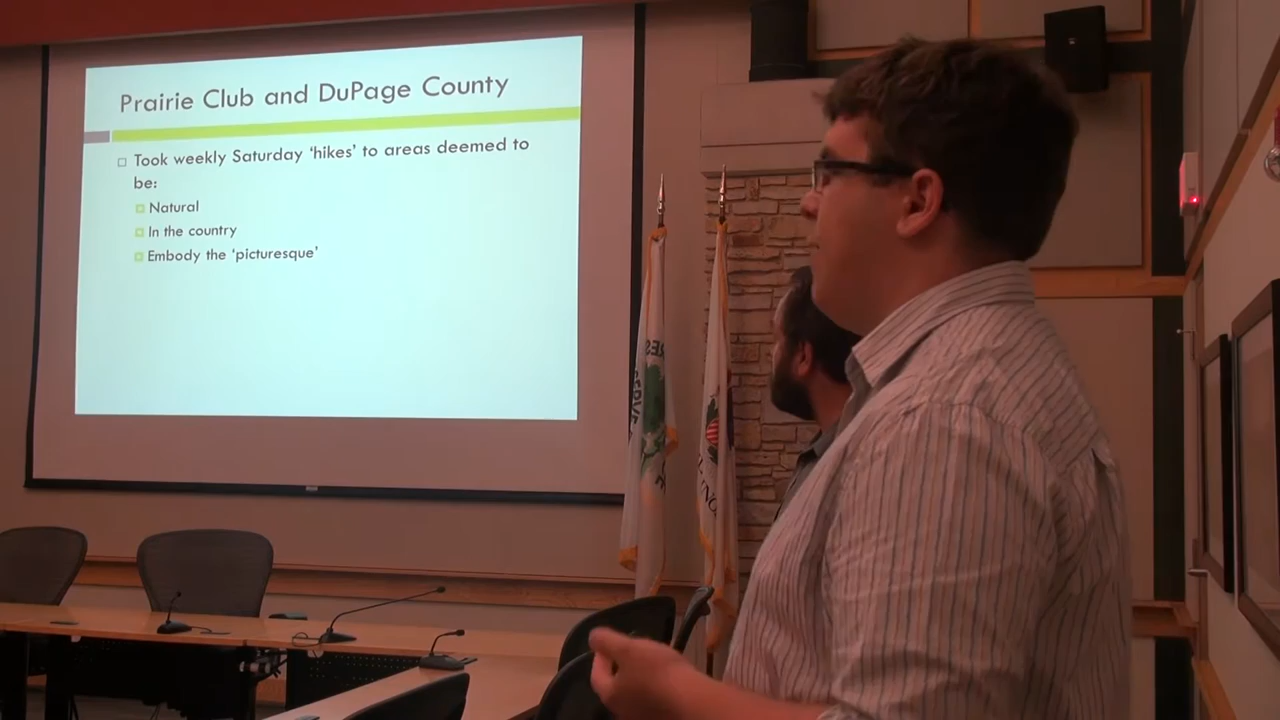 Prairie Club and DuPage County
Took weekly Saturday ‘hikes’ to areas deemed to
be:
Natural
In the country
Embody the ‘picturesque’